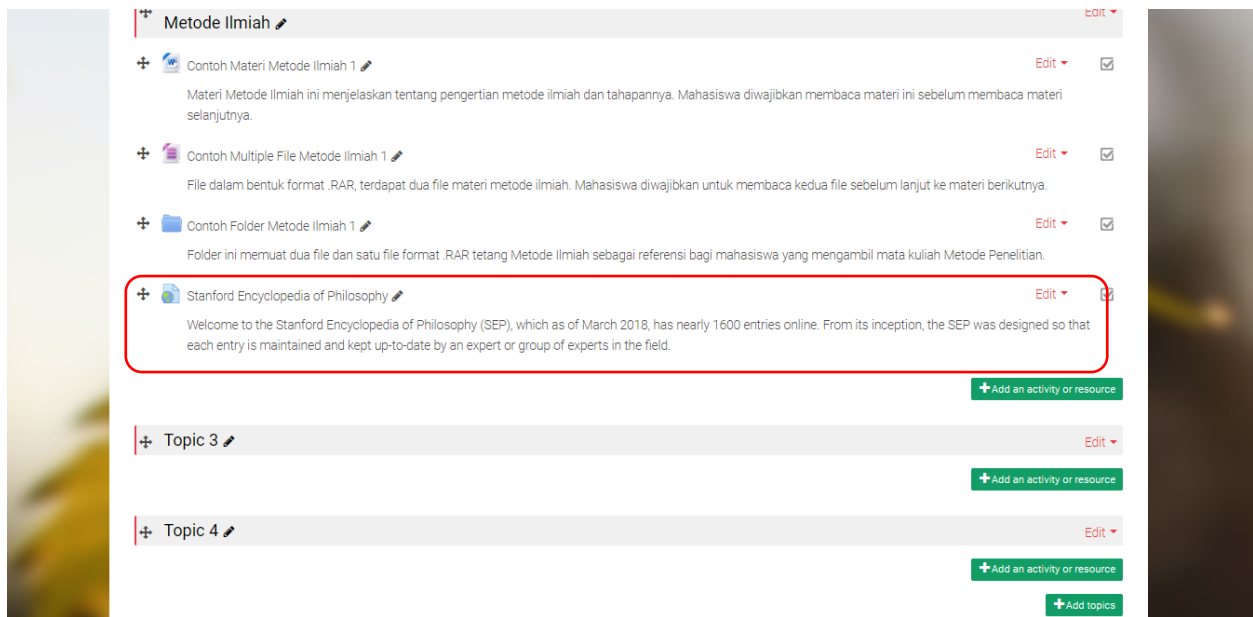 Metode Ilmiah
Edit
Contoh Materi Metode Ilmiah 1
Edit
Materi Metode Ilmiah ini menjelaskan tentang pengertian metode ilmiah dan tahapannya. Mahasiswa diwajibkan membaca materi ini sebelum membaca materi
selanjutnya.
Contoh Multiple File Metode Ilmiah 1
Edit
File dalam bentuk format .RAR, terdapat dua file materi metode ilmiah. Mahasiswa diwajibkan untuk membaca kedua file sebelum lanjut ke materi berikutnya.
Contoh Folder Metode Ilmiah 1
Edit
Folder ini memuat dua file dan satu file format .RAR tetang Metode Ilmiah sebagai referensi bagi mahasiswa yang mengambil mata kuliah Metode Penelitian.
Stanford Encyclopedia of Philosophy
Edit
Welcome to the Stanford Encyclopedia of Philosophy (SEP), which as of March 2018, has nearly 1600 entries online. From its inception, the SEP was designed so that
each entry is maintained and kept up-to-date by an expert or group of experts in the field.
+Add an activity or resource
Topic 3
Edit
+Add an activity or resource
Topic 4
Edit
+Add an activity or resource
+Add topics